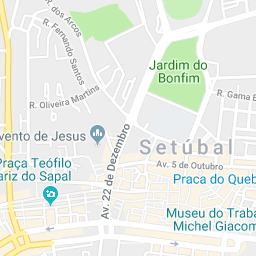 R. dos Arcos
R. Fernando Santos
R. Oliveira Martins
Jardim do
Bonfim
R. Gama B
vento de Jesus
Setúbal
Av. 5 de Outubro
Av. 22 de Dezembro
Praça Teófilo
ariz do Sapal
Praca do Queb
Museu do Traba
Michel Giacom